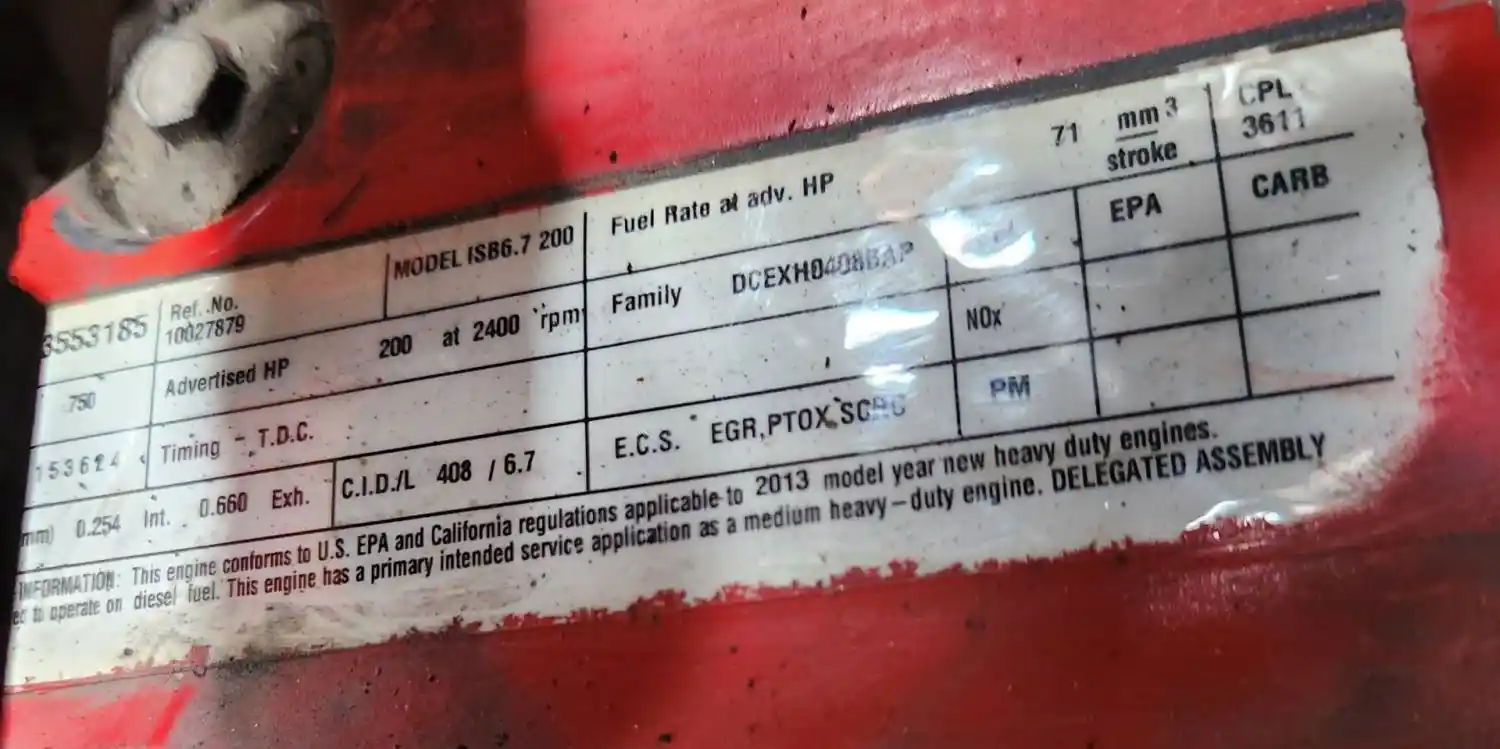 Fuel Rate at adv. HP 71 mm3 stroke CPL 3611
3553185 Ref. No. 10027879 MODEL ISB6.7 200
Advertised HP 200 at 2400 rpm Family EPA CARB
750 NOx
Timing - T.D.C. E.C.S. EGR, PTOX, PM
mm) 0.254 Int. 0.660 Exh. C.I.D./L 408 / 6.7
INFORMATION: This engine conforms to U.S. EPA and California regulations applicable to 2013 model year new heavy duty engines.
to operate on diesel fuel. This engine has a primary intended service application as a medium heavy-duty engine. DELEGATED ASSEMBLY